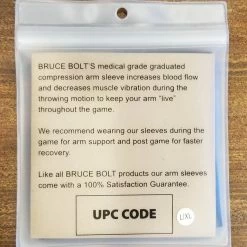 BRUCE BOLT'S medical grade graduated
compression arm sleeve increases blood flow
and decreases muscle vibration during the
throwing motion to keep your arm "live"
throughout the game.
We recommend wearing our sleeves during the
game for arm support and post game for faster
recovery.
Like all BRUCE BOLT products our arm sleeves
come with a 100% Satisfaction Guarantee.
UPC CODE
L/XL